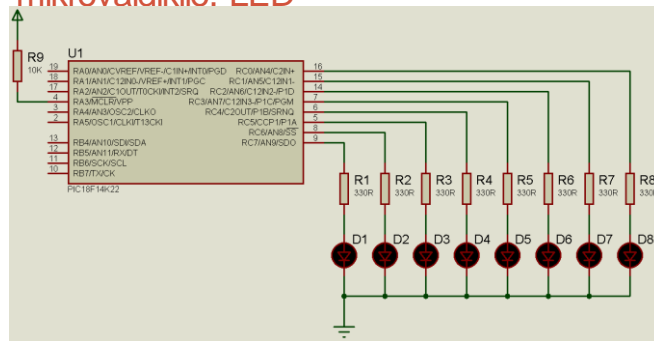 mikrovaldiklio. LED
R9
10K
U1
19 RA0/AN0/CVREF/VREF-/C1IN+/INT0/PGD RC0/AN4/C2IN+ 16
18 RA1/AN1/C12IN0-/VREF+/INT1/PGC RC1/AN5/C12IN1- 15
17 RA2/AN2/C1OUT/T0CKI/INT2/SRQ RC2/AN6/C12IN2-/P1D 14
4 RA3/MCLR/VPP RC3/AN7/C12IN3-/P1C/PGM 7
3 RA4/AN3/OSC2/CLKO RC4/C2OUT/P1B/SRNQ 6
2 RA5/OSC1/CLKI/T13CKI RC5/CCP1/P1A 5
RC6/AN8/SS 8
13 RB4/AN10/SDI/SDA RC7/AN9/SDO 9
12 RB5/AN11/RX/DT
11 RB6/SCK/SCL
10 RB7/TX/CK
PIC18F14K22
R1 R2 R3 R4 R5 R6 R7 R8
330R 330R 330R 330R 330R 330R 330R 330R
D1 D2 D3 D4 D5 D6 D7 D8